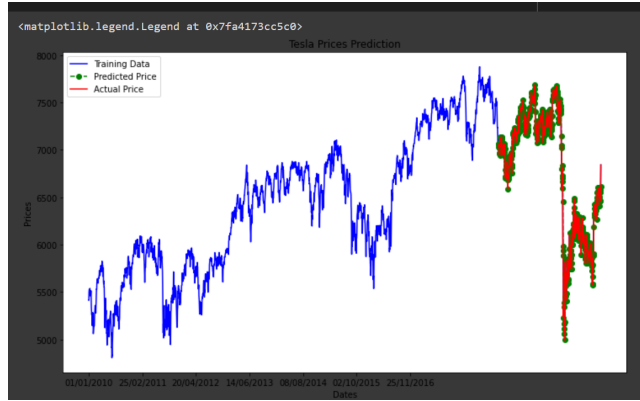 <matplotlib.legend.Legend at 0x7fa4173cc5c0>
Tesla Prices Prediction
Training Data
Predicted Price
Actual Price
8000
7500
7000
6500
6000
5500
5000
Prices
01/01/2010 25/02/2011 20/04/2012 14/06/2013 08/08/2014 02/10/2015 25/11/2016
Dates